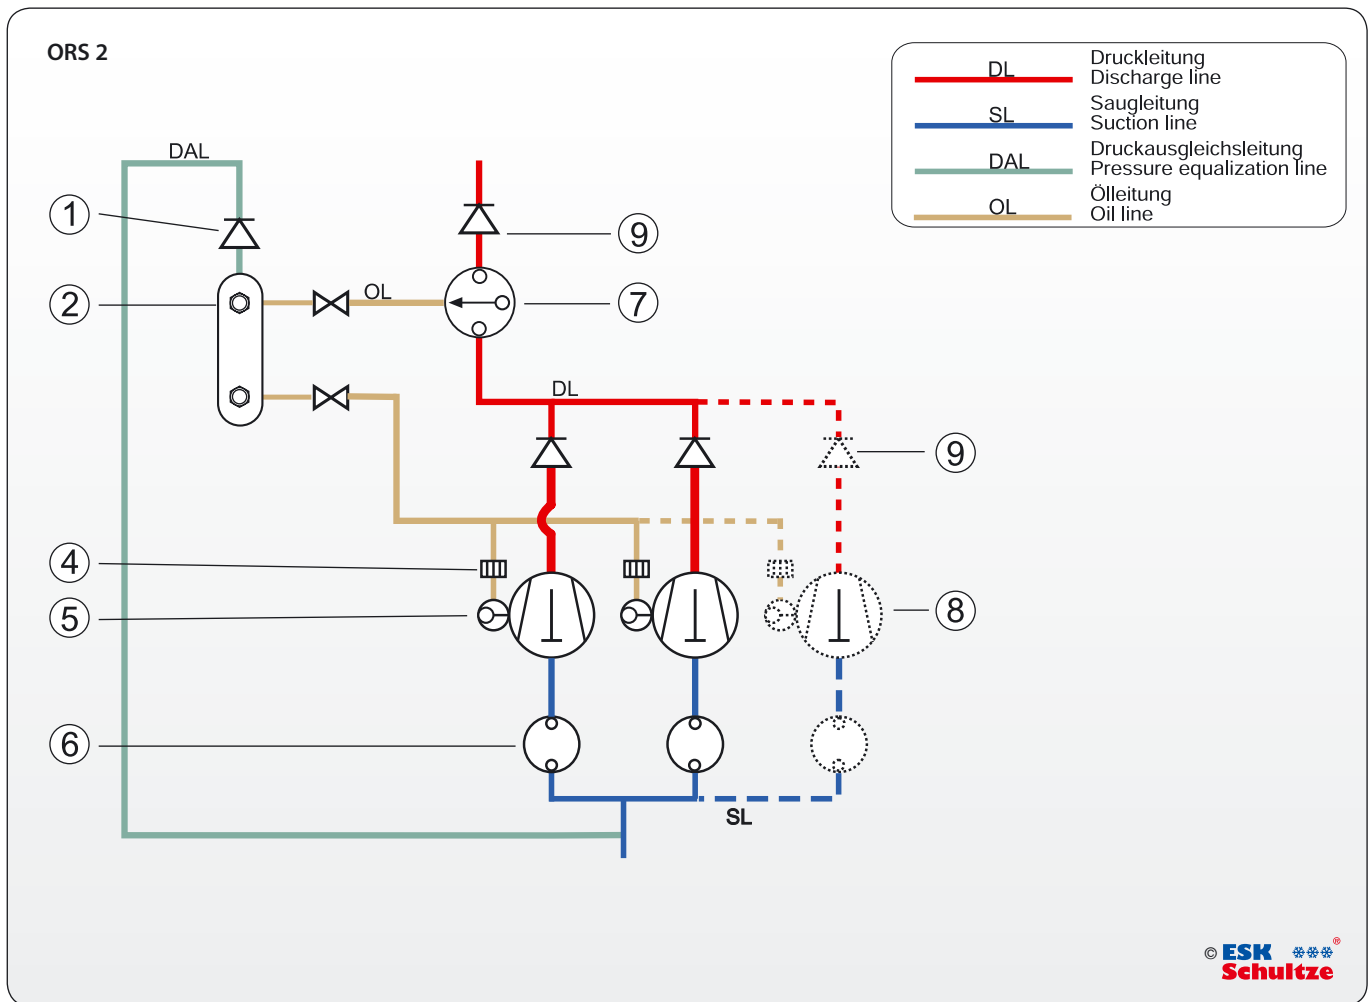 ORS 2
DL
Druckleitung
Discharge line
SL
Saugleitung
Suction line
DAL
Druckausgleichsleitung
Pressure equalization line
OL
Ölleitung
Oil line
DAL
1
9
2
OL
7
DL
9
4
5
8
6
SL
© ESK ®
Schultze